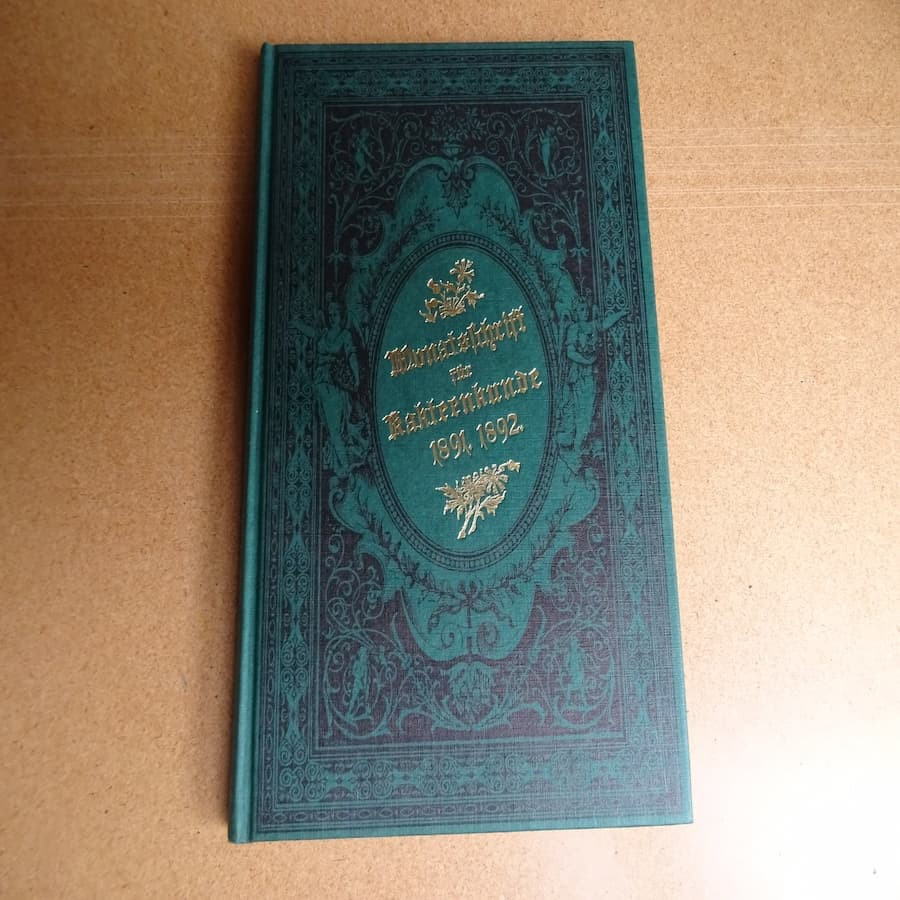 Monatsschrift
für
Kakteenkunde
1891, 1892.